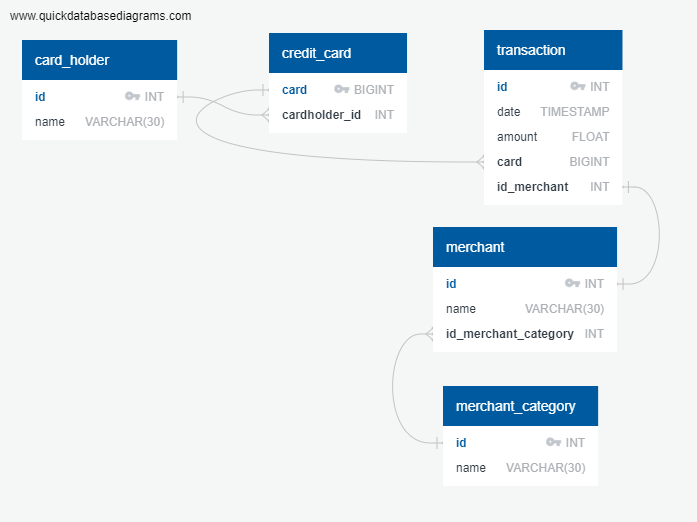 www.quickdatabasediagrams.com
card_holder
id INT
name VARCHAR(30)
credit_card
card BIGINT
cardholder_id INT
transaction
id INT
date TIMESTAMP
amount FLOAT
card BIGINT
id_merchant INT
merchant
id INT
name VARCHAR(30)
id_merchant_category INT
merchant_category
id INT
name VARCHAR(30)